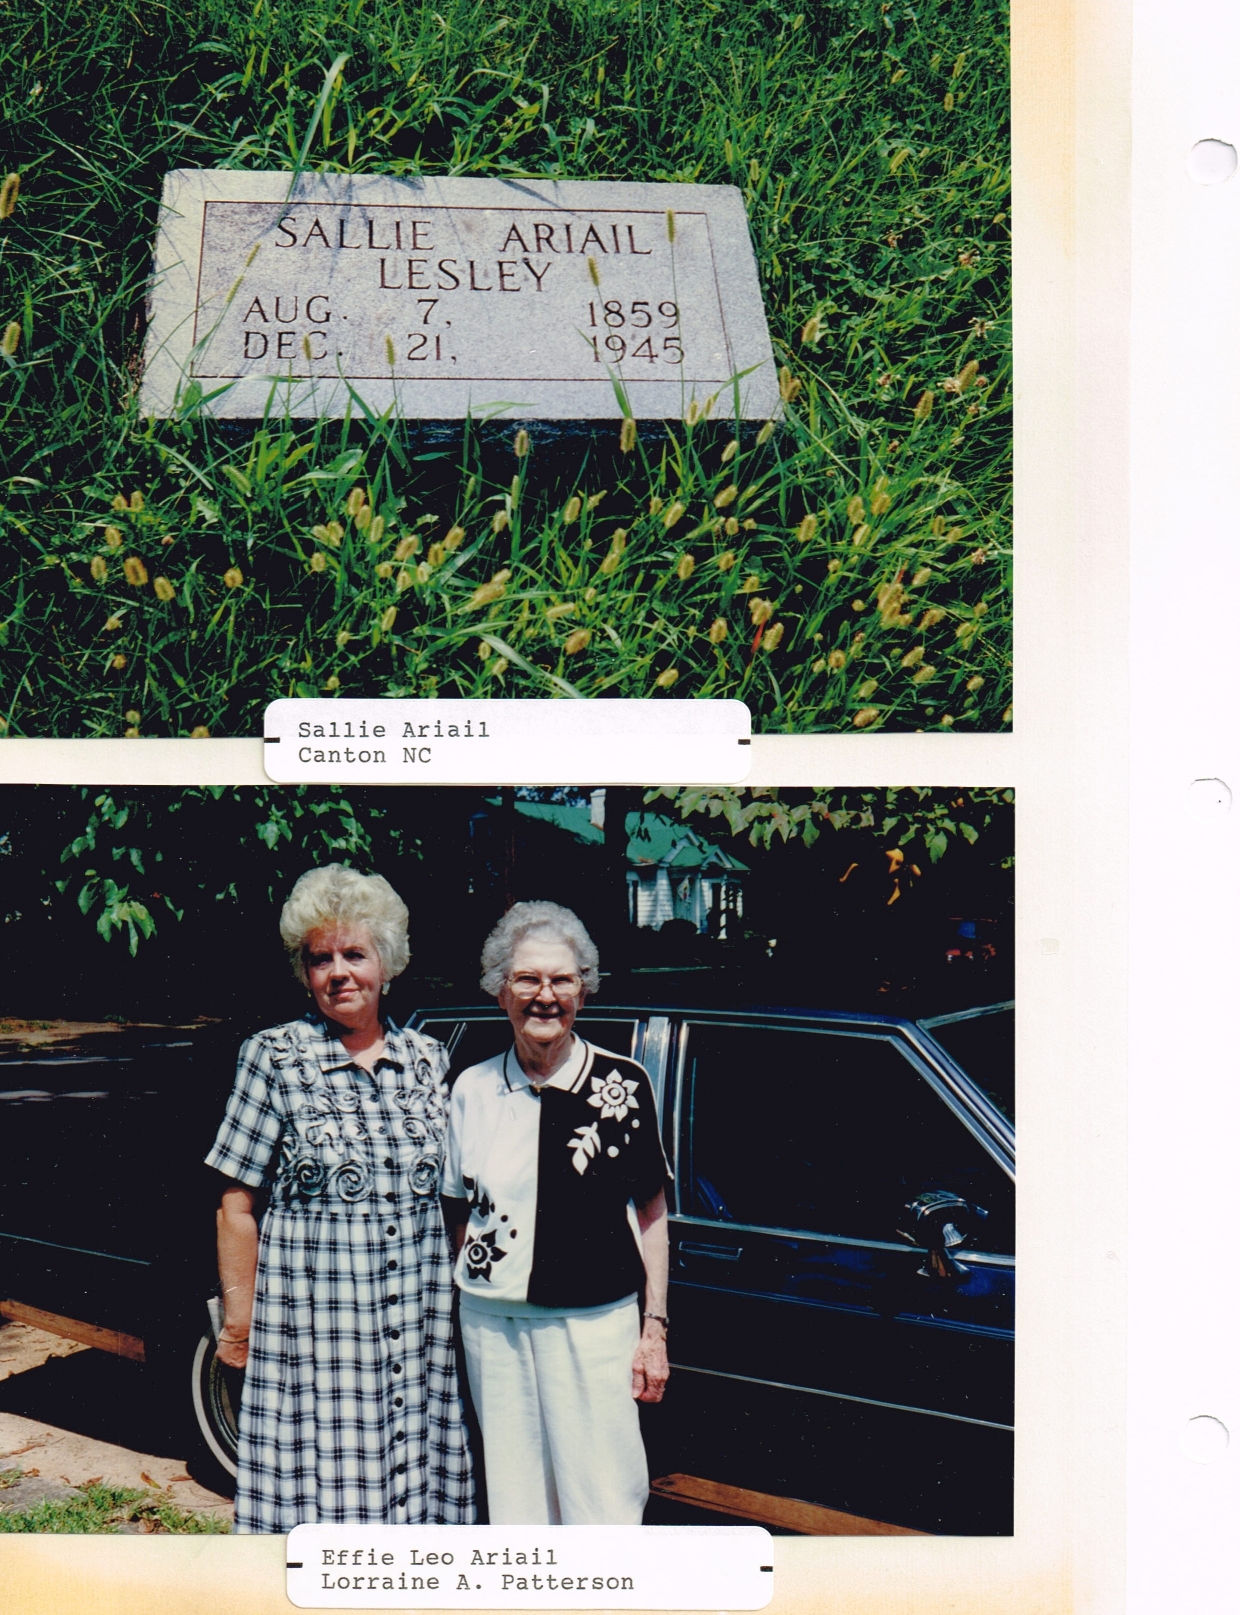 SALLIE ARIAIL
LESLEY
AUG. 7, 1859
DEC. 21, 1945
Sallie Ariail
Canton NC
Effie Leo Ariail
Lorraine A. Patterson